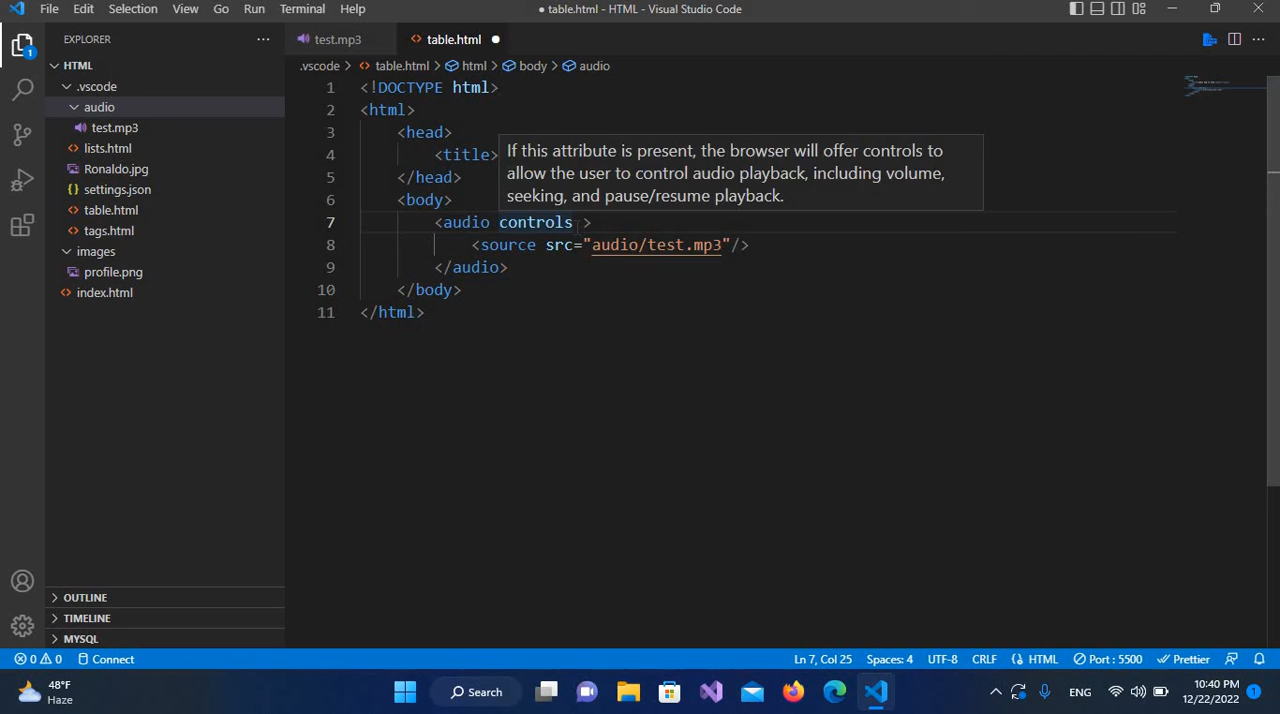 File Edit Selection View Go Run Terminal Help
● table.html - HTML - Visual Studio Code
EXPLORER
test.mp3
table.html
HTML
.vscode > table.html > html > body > audio
.vscode
audio
test.mp3
lists.html
Ronaldo.jpg
settings.json
table.html
tags.html
images
profile.png
index.html
1 <!DOCTYPE html>
2 <html>
3 <head>
4 <title>
5 </head>
6 <body>
7 <audio controls >
8 <source src="audio/test.mp3"/>
9 </audio>
10 </body>
11 </html>
If this attribute is present, the browser will offer controls to
allow the user to control audio playback, including volume,
seeking, and pause/resume playback.
1
OUTLINE
TIMELINE
MYSQL
0 0 Connect
Ln 7, Col 25 Spaces: 4 UTF-8 CRLF HTML Port : 5500 Prettier
48°F
Haze
Search
ENG
10:40 PM
12/22/2022
1